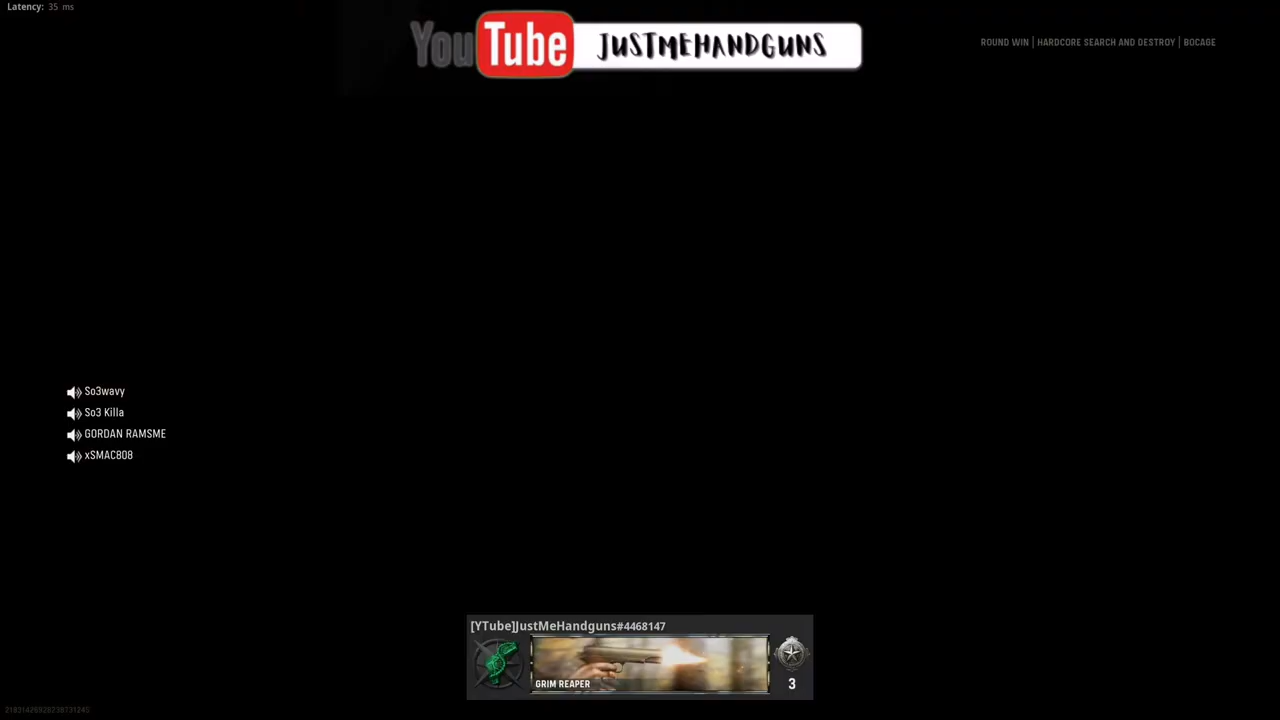 Latency: 35 ms
YouTube JUSTMEHANDGUNS
ROUND WIN | HARDCORE SEARCH AND DESTROY | BOCAGE
So3wavy
So3 Killa
GORDAN RAMSME
xSMAC808
[YTube]JustMeHandguns#4468147
GRIM REAPER
3